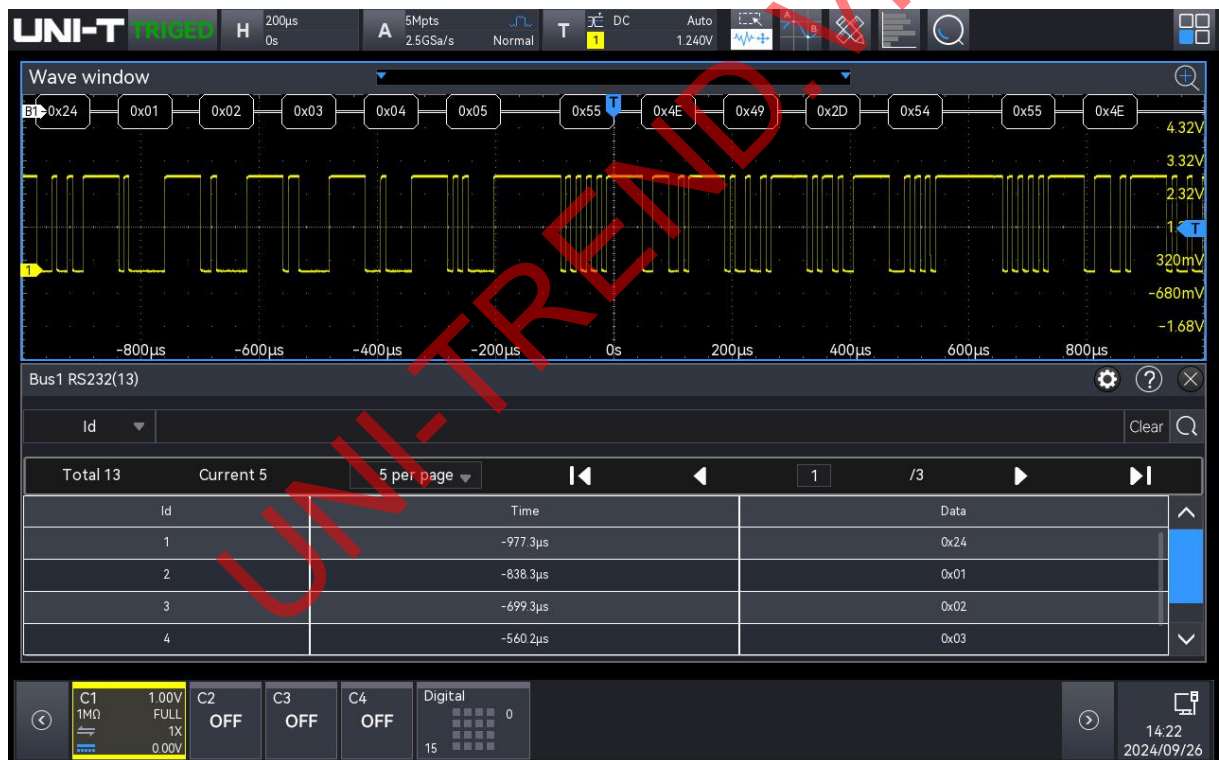 UNI-T TRIGED H 200μs 0s A 5Mpts 2.5GSa/s Normal T DC 1 Auto 1.240V
Wave window
B1 0x24 0x01 0x02 0x03 0x04 0x05 0x55 T 0x4E 0x49 0x2D 0x54 0x55 0x4E
4.32V
3.32V
2.32V
T
1
320mV
-680mV
-1.68V
-800μs -600μs -400μs -200μs 0s 200μs 400μs 600μs 800μs
Bus1 RS232(13)
Id Clear
Total 13 Current 5 5 per page 1 /3
Id Time Data
1 -977.3μs 0x24
2 -838.3μs 0x01
3 -699.3μs 0x02
4 -560.2μs 0x03
C1 1.00V C2 C3 C4 Digital
1MΩ FULL OFF OFF OFF 0
1X
0.00V 15
14:22
2024/09/26
UNI-TREND.